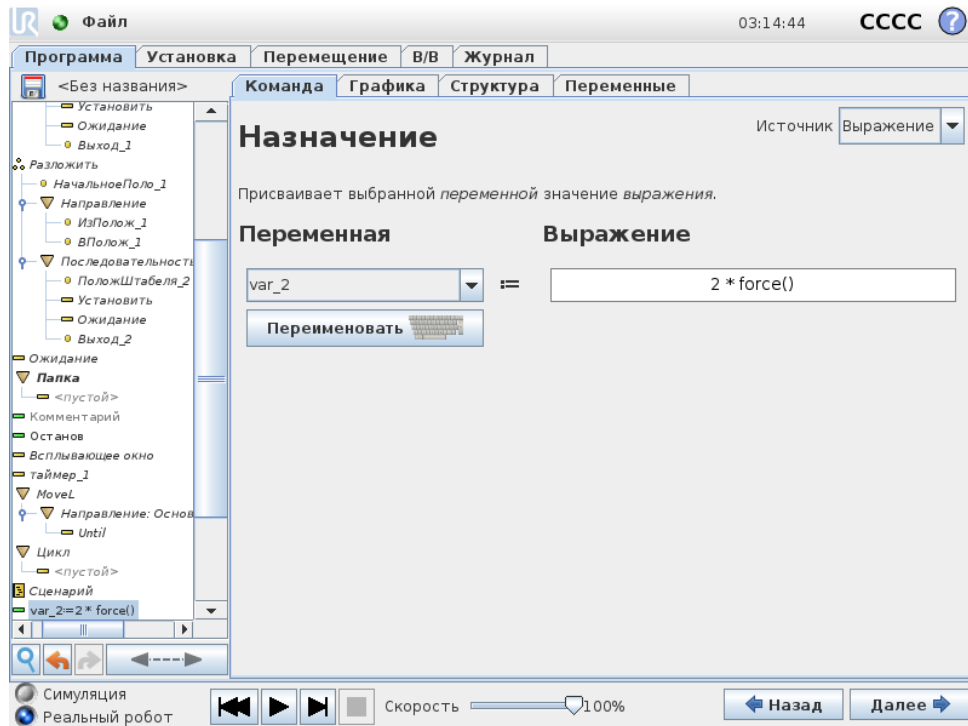 UR Файл 03:14:44 CCCC ?
Программа Установка Перемещение В/В Журнал
<Без названия>
Команда Графика Структура Переменные
Установить
Ожидание
Выход_1
Разложить
НачальноеПоло_1
Направление
ИзПолож_1
ВПолож_1
Последовательность
ПоложШтабеля_2
Установить
Ожидание
Выход_2
Ожидание
Папка
<пустой>
Комментарий
Останов
Всплывающее окно
таймер_1
MoveL
Направление: Основ
Until
Цикл
<пустой>
Сценарий
var_2:=2 * force()
Назначение
Источник Выражение
Присваивает выбранной переменной значение выражения.
Переменная Выражение
var_2 := 2 * force()
Переименовать
Симуляция
Реальный робот
Скорость 100%
Назад Далее